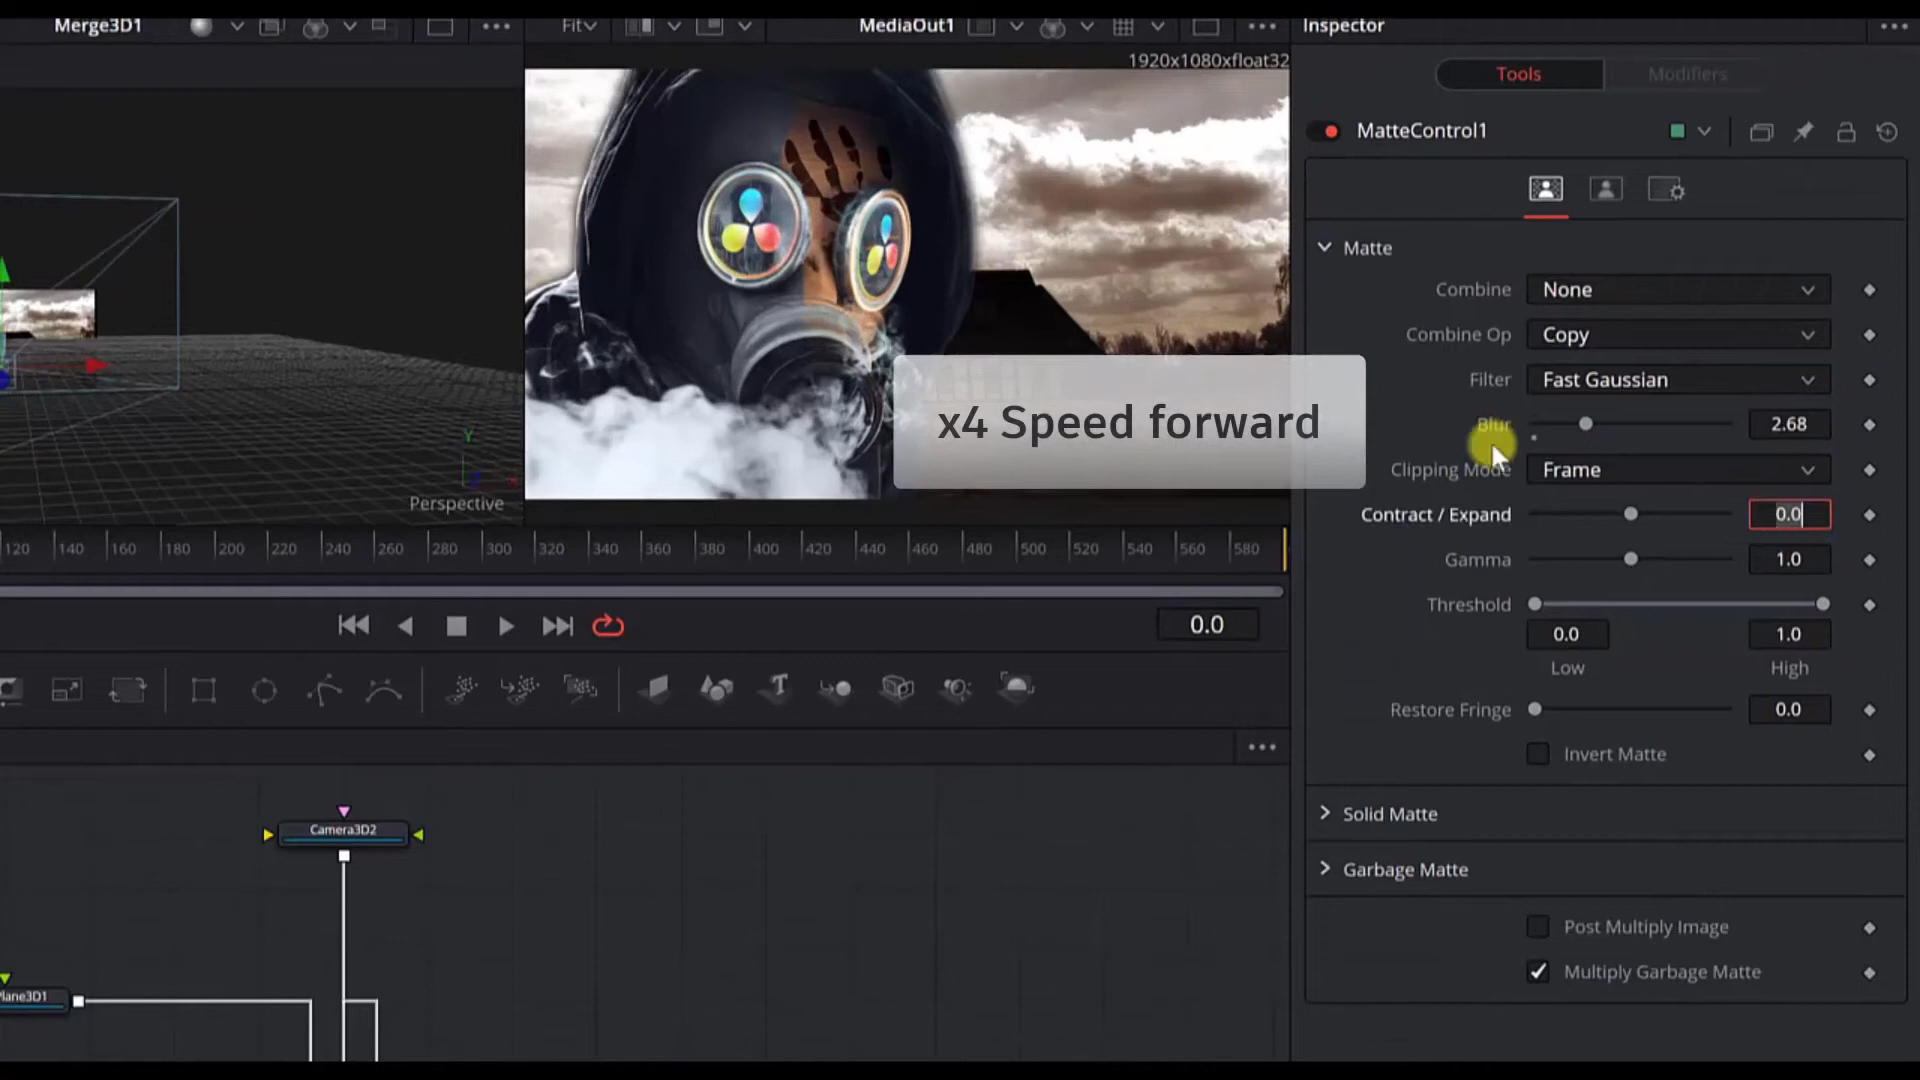 Merge3D1
Fit
MediaOut1
Inspector
1920x1080xfloat32
Tools
Modifiers
MatteControl1
Matte
Combine
None
Combine Op
Copy
Filter
Fast Gaussian
x4 Speed forward
Blur
2.68
Clipping Mode
Frame
Y
Perspective
Contract / Expand
0.0
120 140 160 180 200 220 240 260 280 300 320 340 360 380 400 420 440 460 480 500 520 540 560 580
Gamma
1.0
Threshold
0.0
1.0
Low
High
0.0
Restore Fringe
0.0
Invert Matte
Solid Matte
Camera3D2
Garbage Matte
Post Multiply Image
Multiply Garbage Matte
lane3D1